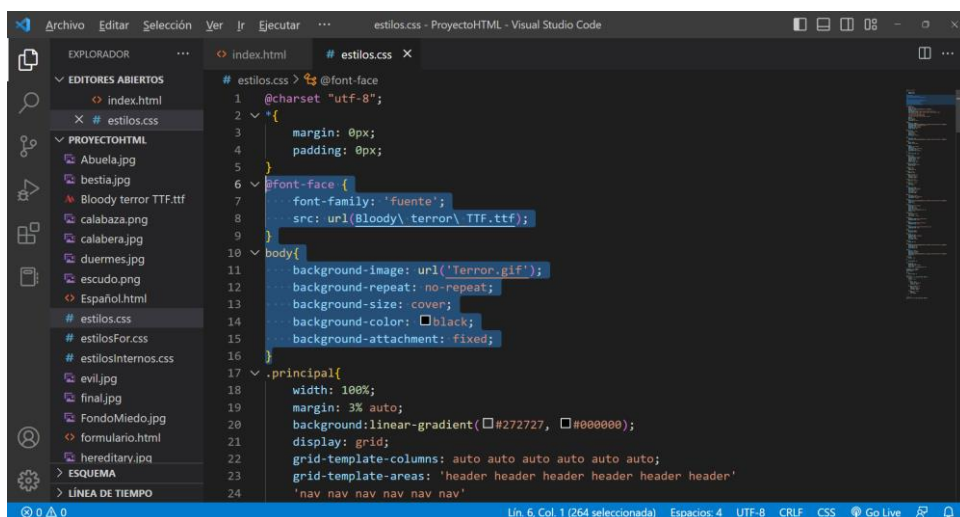 Archivo Editar Selección Ver Ir Ejecutar ··· estilos.css - ProyectoHTML - Visual Studio Code
EXPLORADOR ···
EDITORES ABIERTOS
<> index.html
# estilos.css
PROYECTOHTML
Abuela.jpg
bestia.jpg
Bloody terror TTF.ttf
calabaza.png
calabera.jpg
duermes.jpg
escudo.png
<> Español.html
# estilos.css
# estilosFor.css
# estilosInternos.css
evil.jpg
final.jpg
FondoMiedo.jpg
<> formulario.html
hereditary.jpg
ESQUEMA
LÍNEA DE TIEMPO
<> index.html # estilos.css
# estilos.css > @font-face
1 @charset "utf-8";
2 *{
3 margin: 0px;
4 padding: 0px;
5 }
6 @font-face {
7 font-family: 'fuente';
8 src: url(Bloody\ terror\ TTF.ttf);
9 }
10 body{
11 background-image: url('Terror.gif');
12 background-repeat: no-repeat;
13 background-size: cover;
14 background-color: black;
15 background-attachment: fixed;
16 }
17 .principal{
18 width: 100%;
19 margin: 3% auto;
20 background:linear-gradient(#272727, #000000);
21 display: grid;
22 grid-template-columns: auto auto auto auto auto auto;
23 grid-template-areas: 'header header header header header header'
24 'nav nav nav nav nav nav'
0 0 Lín. 6, Col. 1 (264 seleccionada) Espacios: 4 UTF-8 CRLF CSS Go Live